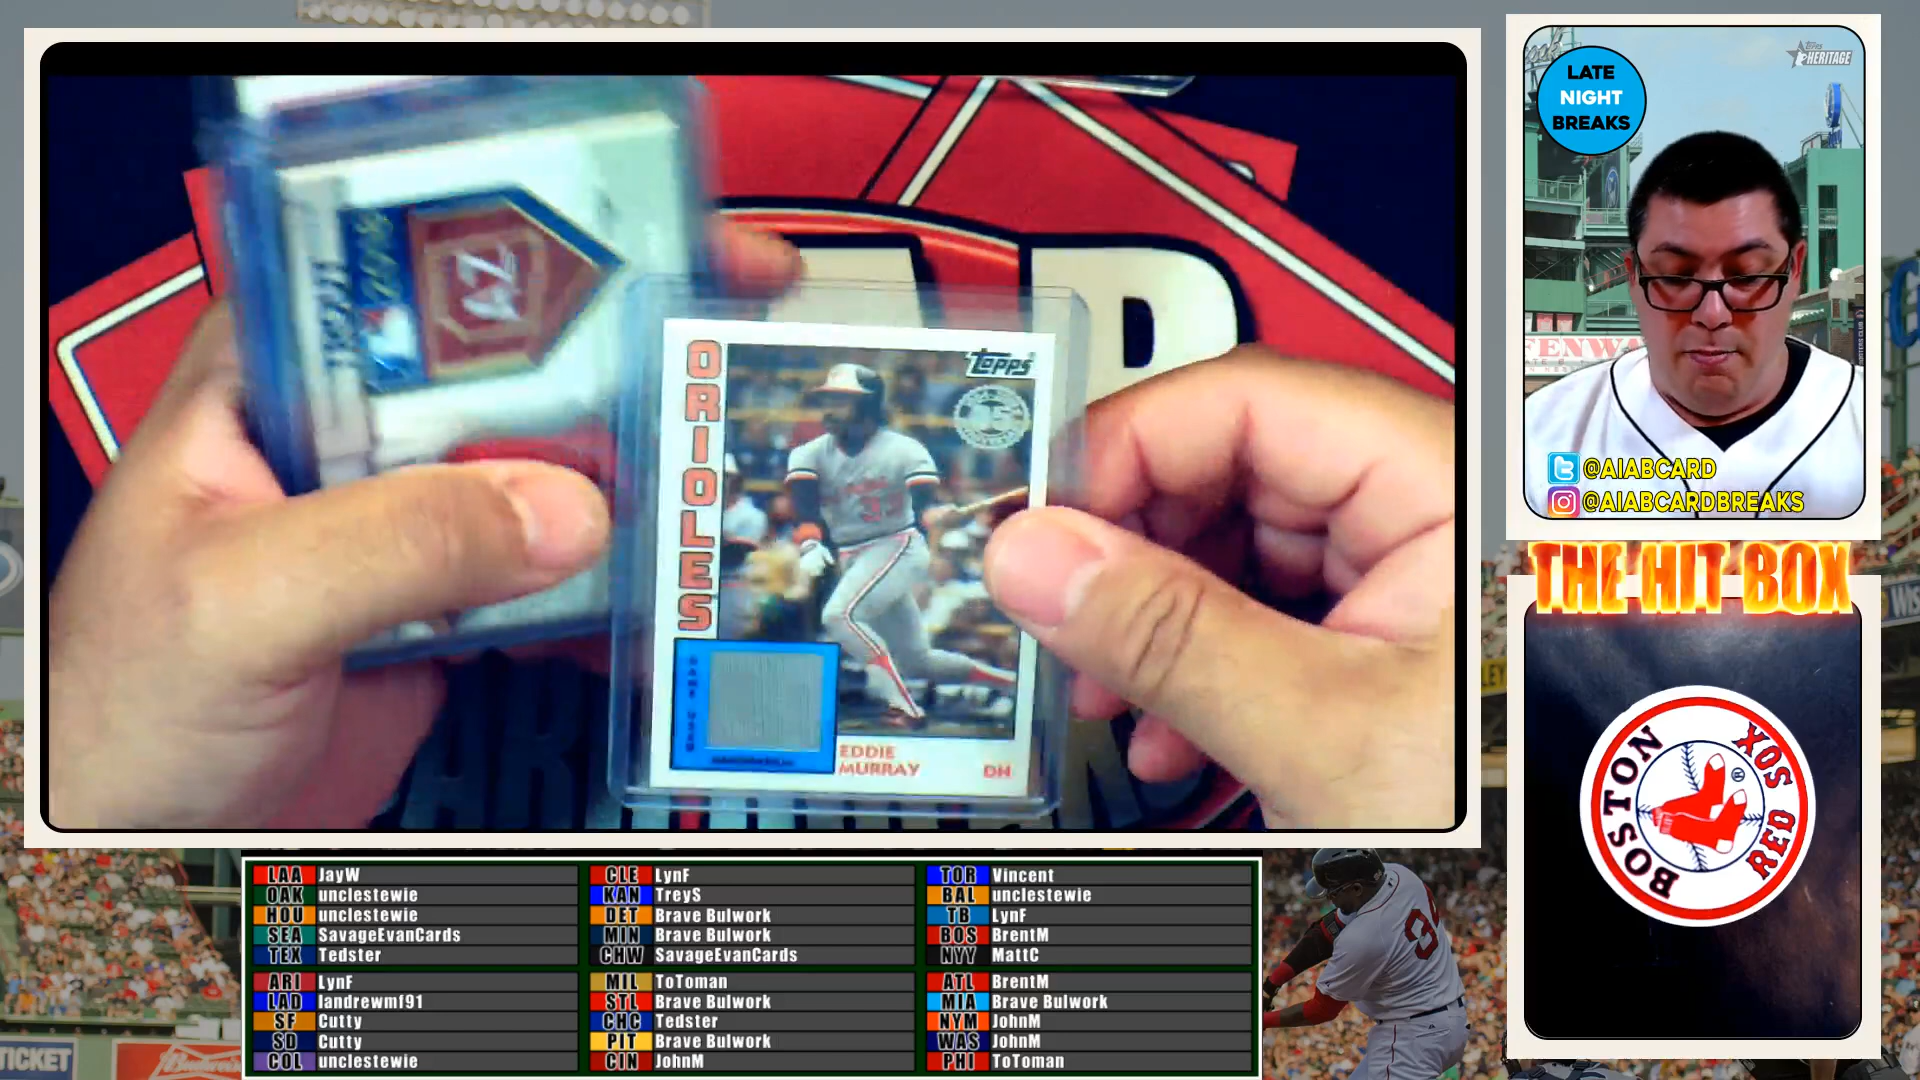 LATE
NIGHT
BREAKS
Topps
HERITAGE
@AIABCARD
@AIABCARDBREAKS
THE HIT BOX
BOSTON
RED SOX
ORIOLES
Topps
35
EDDIE
MURRAY
DH
LAA JayW
OAK unclestewie
HOU unclestewie
SEA SavageEvanCards
TEX Tedster
ARI LynF
LAD landrewmf91
SF Cutty
SD Cutty
COL unclestewie
CLE LynF
KAN TreyS
DET Brave Bulwork
MIN Brave Bulwork
CHW SavageEvanCards
MIL ToToman
STL Brave Bulwork
CHC Tedster
PIT Brave Bulwork
CIN JohnM
TOR Vincent
BAL unclestewie
TB LynF
BOS BrentM
NYY MattC
ATL BrentM
MIA Brave Bulwork
NYM JohnM
WAS JohnM
PHI ToToman
TICKET